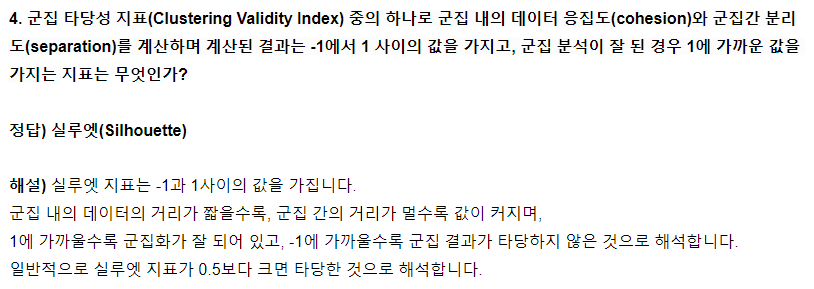 4. 군집 타당성 지표(Clustering Validity Index) 중의 하나로 군집 내의 데이터 응집도(cohesion)와 군집간 분리
도(separation)를 계산하며 계산된 결과는 -1에서 1 사이의 값을 가지고, 군집 분석이 잘 된 경우 1에 가까운 값을
가지는 지표는 무엇인가?
정답) 실루엣(Silhouette)
해설) 실루엣 지표는 -1과 1사이의 값을 가집니다.
군집 내의 데이터의 거리가 짧을수록, 군집 간의 거리가 멀수록 값이 커지며,
1에 가까울수록 군집화가 잘 되어 있고, -1에 가까울수록 군집 결과가 타당하지 않은 것으로 해석합니다.
일반적으로 실루엣 지표가 0.5보다 크면 타당한 것으로 해석합니다.